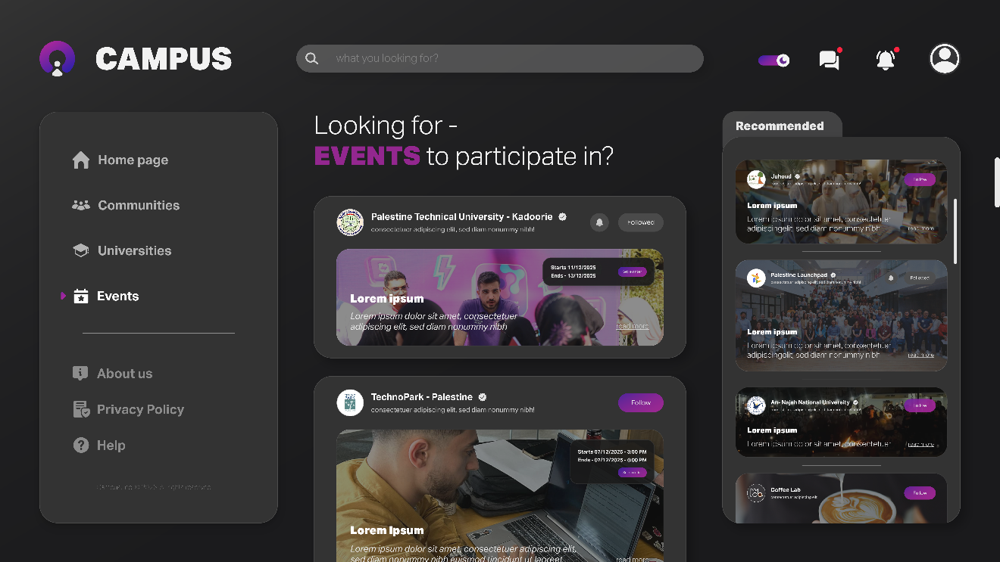 CAMPUS
what you looking for?
Home page
Communities
Universities
Events
About us
Privacy Policy
Help
Looking for -
EVENTS to participate in?
Palestine Technical University - Kadoorie
consectetuer adipiscing elit, sed diam nonummy nibh!
Followed
Starts 11/12/2025
Ends - 13/12/2025
Lorem ipsum
Lorem ipsum dolor sit amet, consectetuer
adipiscing elit, sed diam nonummy nibh
read more
TechnoPark - Palestine
consectetuer adipiscing elit, sed diam nonummy nibh!
Follow
Starts 07/12/2025 - 3:00 PM
Ends - 07/12/2025 - 6:00 PM
Lorem ipsum
Lorem ipsum dolor sit amet, consectetuer adipiscing elit,
sed diam nonummy nibh euismod tincidunt ut laoreet
read more
Recommended
Juhoud
Follow
Lorem ipsum
Lorem ipsum dolor sit amet, consectetuer
adipiscingelit, sed diam nonummy nibh
read more
Palestine Launchpad
consectetuer adipiscing elit, sed diam nonummy nibh!
Followed
Lorem ipsum
Lorem ipsum dolor sit amet, consectetuer
adipiscingelit, sed diam nonummy nibh
read more
An- Najah National University
Follow
Lorem ipsum
Lorem ipsum dolor sit amet, consectetuer
read more
Coffee Lab
consectetuer adipiscing elit
Follow